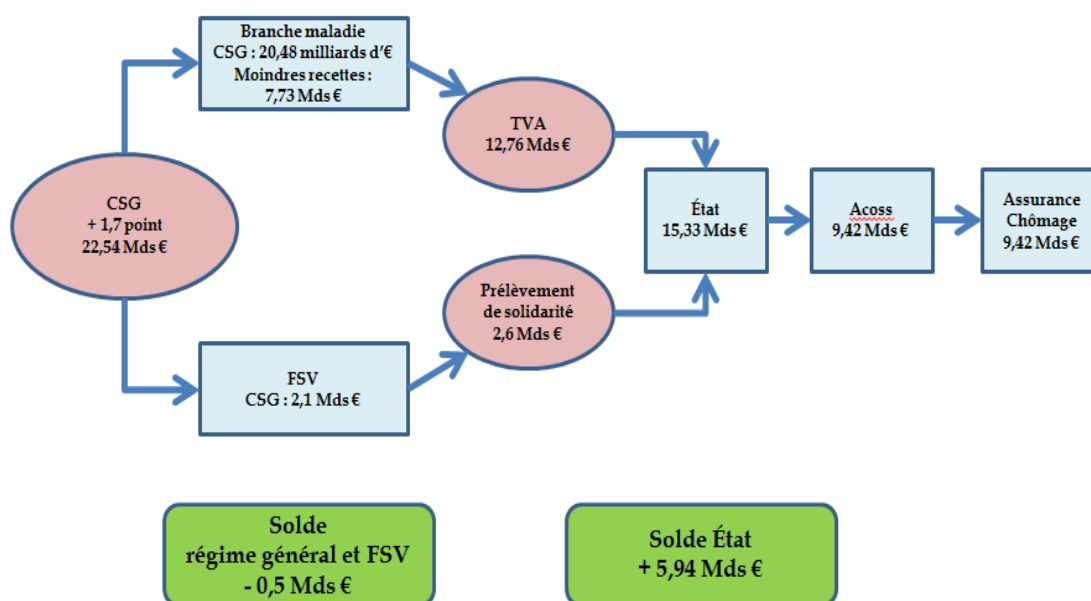 Branche maladie
CSG : 20,48 milliards d'€
Moindres recettes :
7,73 Mds €
TVA
12,76 Mds €
CSG
+ 1,7 point
22,54 Mds €
État
15,33 Mds €
Acoss
9,42 Mds €
Assurance
Chômage
9,42 Mds €
Prélèvement
de solidarité
2,6 Mds €
FSV
CSG : 2,1 Mds €
Solde
régime général et FSV
- 0,5 Mds €
Solde État
+ 5,94 Mds €